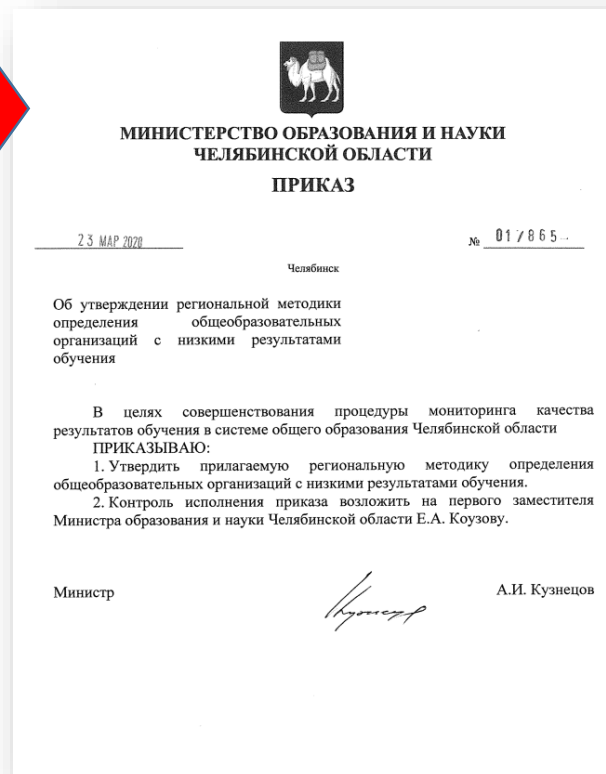 МИНИСТЕРСТВО ОБРАЗОВАНИЯ И НАУКИ
ЧЕЛЯБИНСКОЙ ОБЛАСТИ
ПРИКАЗ
23 МАР 2020
№ 01/865
Челябинск
Об утверждении региональной методики
определения общеобразовательных
организаций с низкими результатами
обучения
В целях совершенствования процедуры мониторинга качества
результатов обучения в системе общего образования Челябинской области
ПРИКАЗЫВАЮ:
1. Утвердить прилагаемую региональную методику определения
общеобразовательных организаций с низкими результатами обучения.
2. Контроль исполнения приказа возложить на первого заместителя
Министра образования и науки Челябинской области Е.А. Коузову.
Министр
А.И. Кузнецов